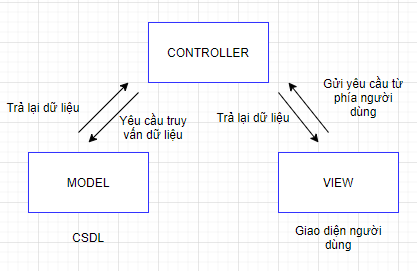 CONTROLLER
Trả lại dữ liệu
Yêu cầu truy
vấn dữ liệu
Trả lại dữ liệu
Gửi yêu cầu từ
phía người
dùng
MODEL
VIEW
CSDL
Giao diện người
dùng